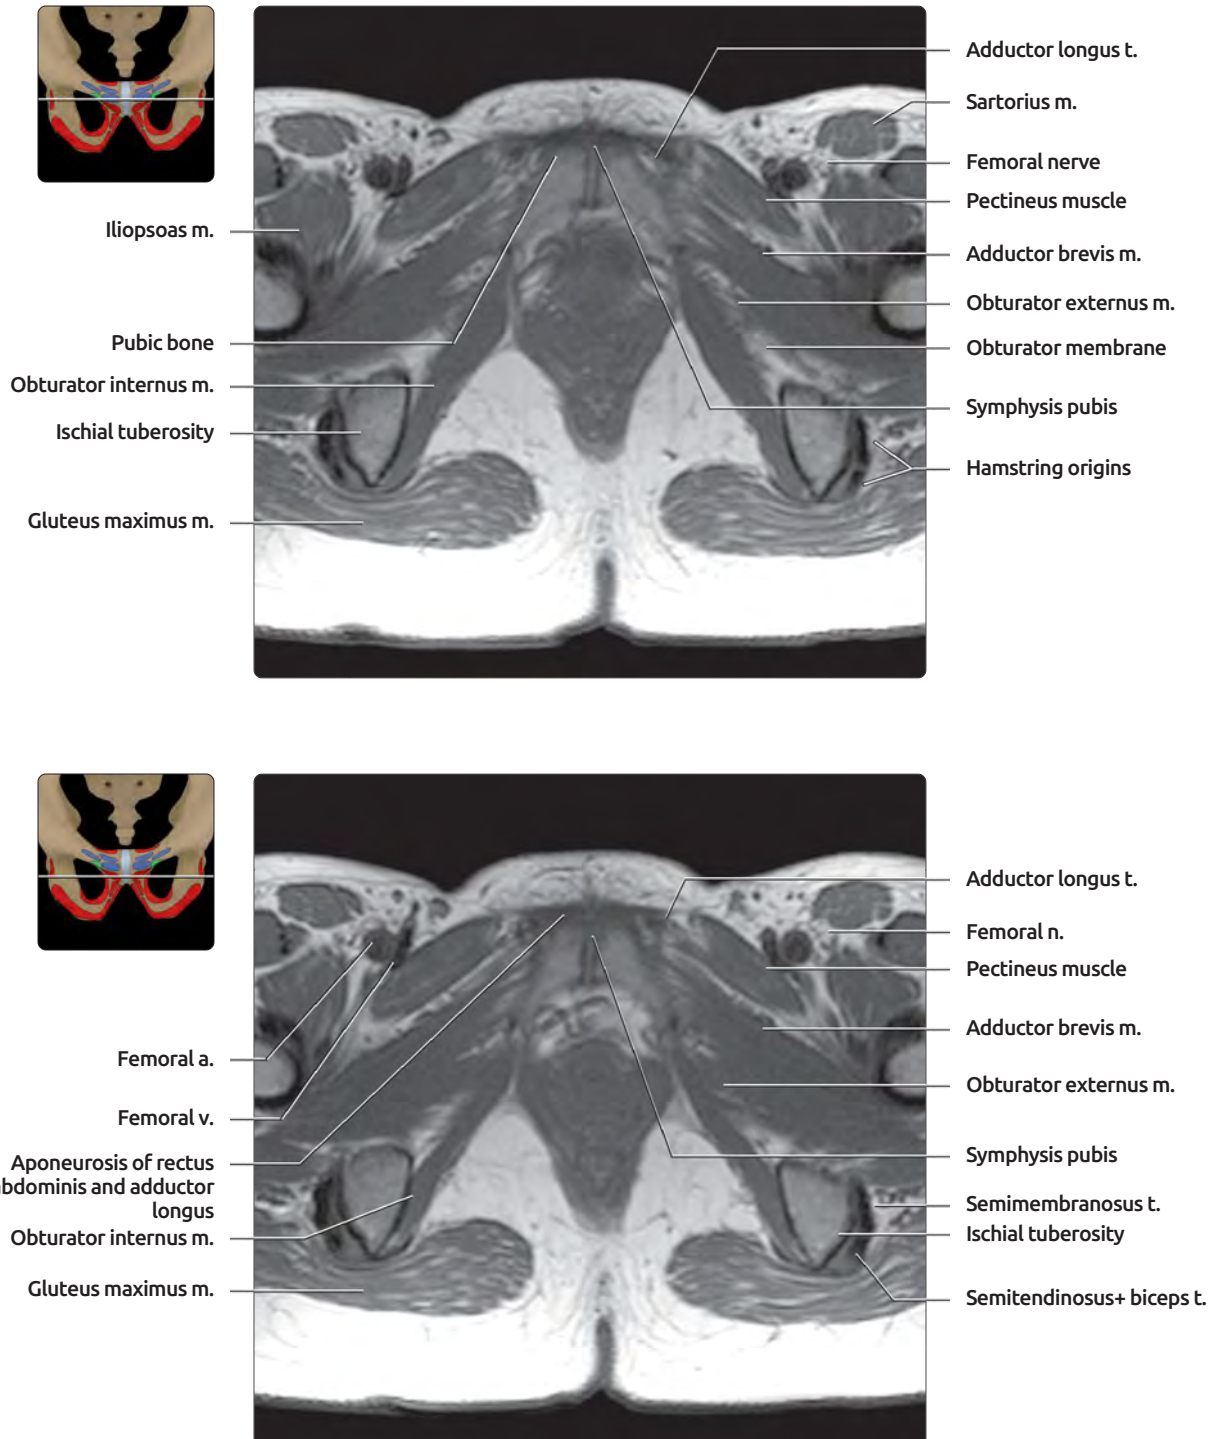 Adductor longus t.
Sartorius m.
Femoral nerve
Pectineus muscle
Iliopsoas m.
Adductor brevis m.
Obturator externus m.
Pubic bone
Obturator membrane
Obturator internus m.
Symphysis pubis
Ischial tuberosity
Hamstring origins
Gluteus maximus m.
Adductor longus t.
Femoral n.
Pectineus muscle
Adductor brevis m.
Femoral a.
Obturator externus m.
Femoral v.
Aponeurosis of rectus
abdominis and adductor
longus
Symphysis pubis
Semimembranosus t.
Obturator internus m.
Ischial tuberosity
Gluteus maximus m.
Semitendinosus+ biceps t.